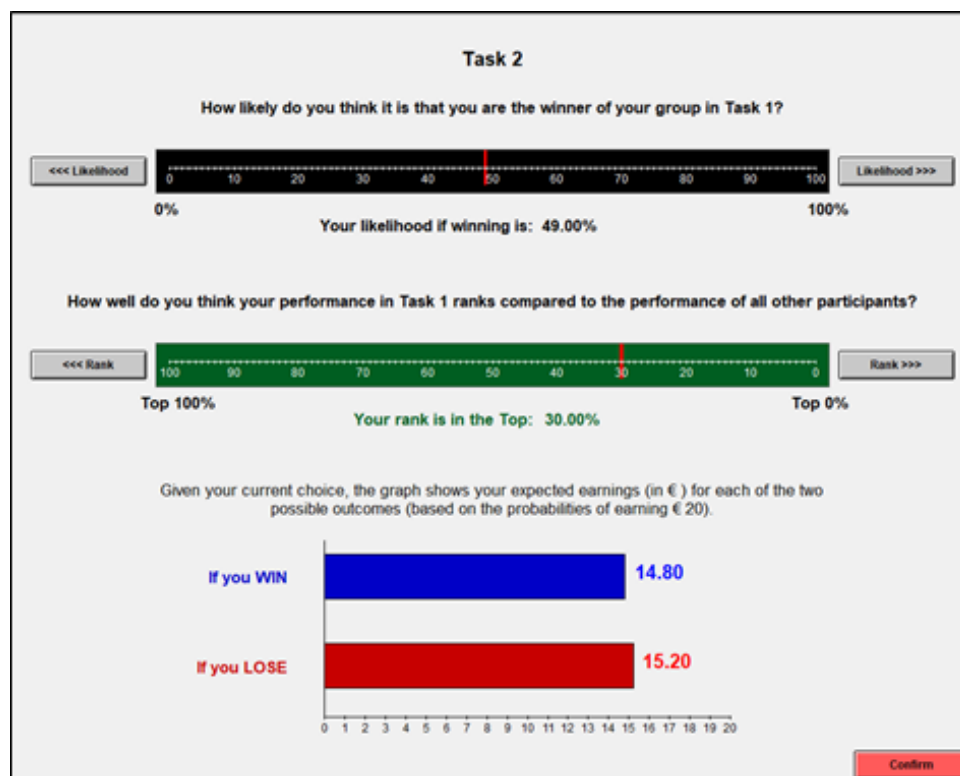 Task 2
How likely do you think it is that you are the winner of your group in Task 1?
<<< Likelihood
0 10 20 30 40 50 60 70 80 90 100
Likelihood >>>
0% 100%
Your likelihood if winning is: 49.00%
How well do you think your performance in Task 1 ranks compared to the performance of all other participants?
<<< Rank
100 90 80 70 60 50 40 30 20 10 0
Rank >>>
Top 100% Top 0%
Your rank is in the Top: 30.00%
Given your current choice, the graph shows your expected earnings (in € ) for each of the two
possible outcomes (based on the probabilities of earning € 20).
If you WIN 14.80
If you LOSE 15.20
0 1 2 3 4 5 6 7 8 9 10 11 12 13 14 15 16 17 18 19 20
Confirm